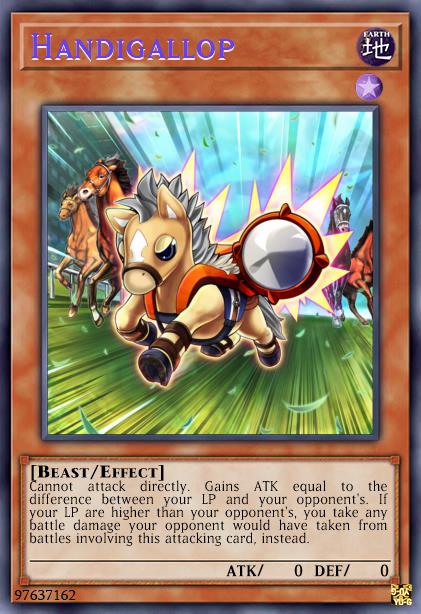 Handigallop
EARTH
地
[Beast/Effect]
Cannot attack directly. Gains ATK equal to the
difference between your LP and your opponent's. If
your LP are higher than your opponent's, you take any
battle damage your opponent would have taken from
battles involving this attacking card, instead.
ATK/ 0 DEF/ 0
97637162